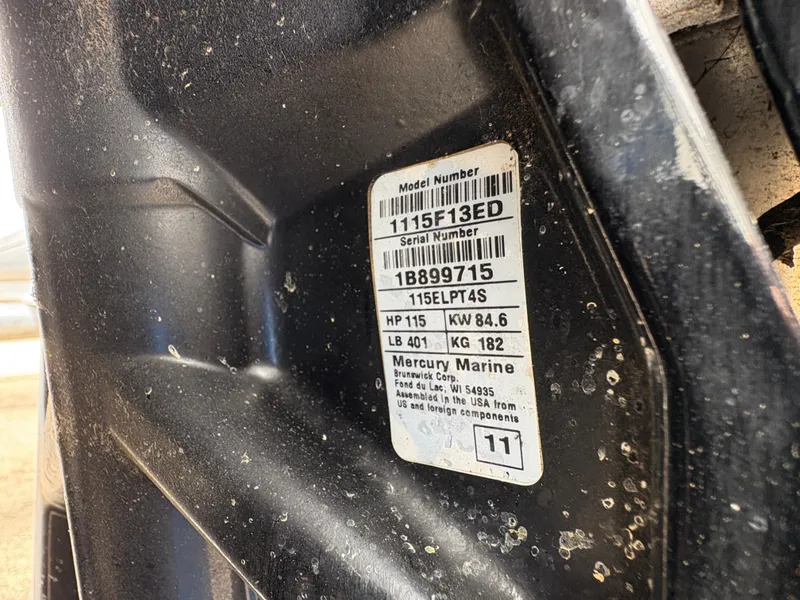 Model Number
1115F13ED
Serial Number
1B899715
115ELPT4S
HP 115 KW 84.6
LB 401 KG 182
Mercury Marine
Brunswick Corp.
Fond du Lac, WI 54935
Assembled in the USA from
US and foreign components
11